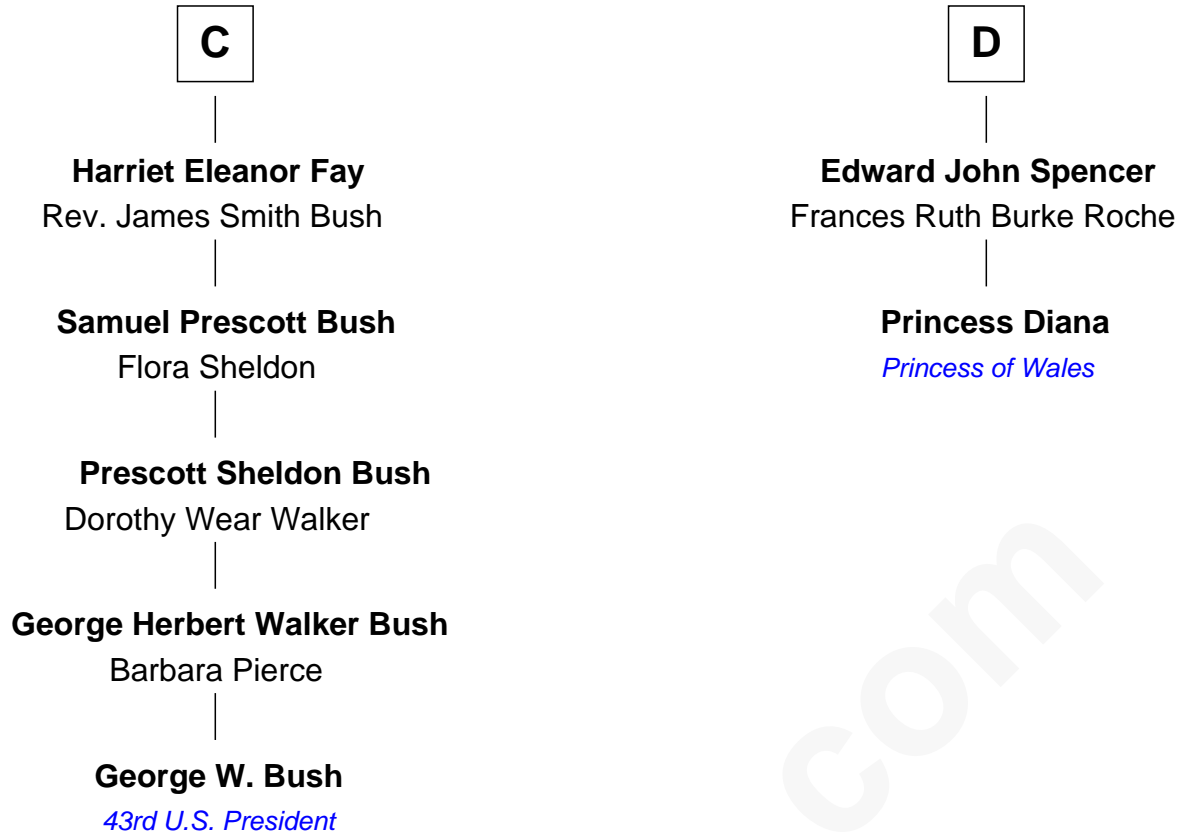 C
Harriet Eleanor Fay
Rev. James Smith Bush
Samuel Prescott Bush
Flora Sheldon
Prescott Sheldon Bush
Dorothy Wear Walker
George Herbert Walker Bush
Barbara Pierce
George W. Bush
43rd U.S. President
D
Edward John Spencer
Frances Ruth Burke Roche
Princess Diana
Princess of Wales
com